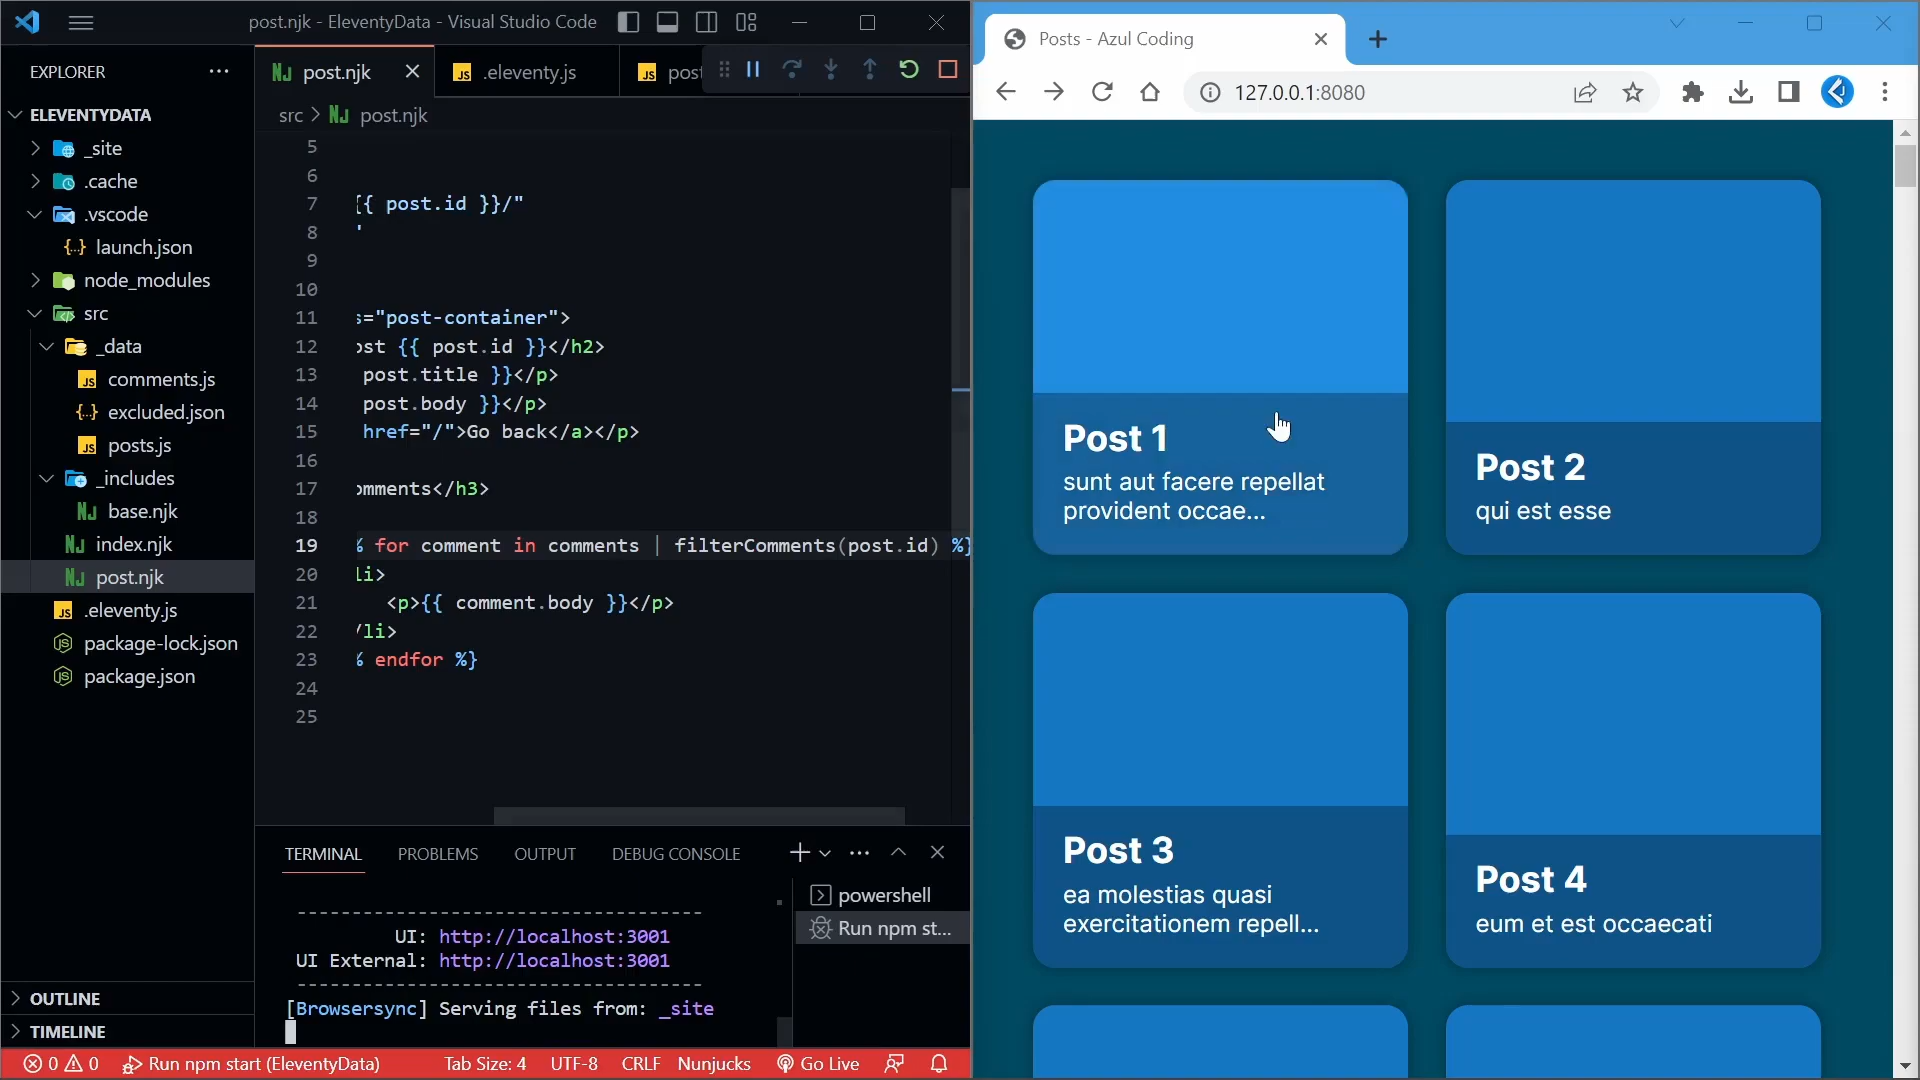 post.njk - EleventyData - Visual Studio Code
EXPLORER
ELEVENTYDATA
_site
.cache
.vscode
launch.json
node_modules
src
_data
comments.js
excluded.json
posts.js
_includes
base.njk
index.njk
post.njk
.eleventy.js
package-lock.json
package.json
OUTLINE
TIMELINE
post.njk
.eleventy.js
post
src > post.njk
5
6
7 {{ post.id }}/"
8 "
9
10
11 s="post-container">
12 ost {{ post.id }}</h2>
13 post.title }}</p>
14 post.body }}</p>
15 href="/">Go back</a></p>
16
17 omments</h3>
18
19 % for comment in comments | filterComments(post.id) %}
20 li>
21 <p>{{ comment.body }}</p>
22 /li>
23 % endfor %}
24
25
TERMINAL PROBLEMS OUTPUT DEBUG CONSOLE
-------------------------------------
UI: http://localhost:3001
UI External: http://localhost:3001
-------------------------------------
[Browsersync] Serving files from: _site
powershell
Run npm st...
0 0 Run npm start (EleventyData) Tab Size: 4 UTF-8 CRLF Nunjucks Go Live
Posts - Azul Coding
127.0.0.1:8080
Post 1
sunt aut facere repellat
provident occae...
Post 2
qui est esse
Post 3
ea molestias quasi
exercitationem repell...
Post 4
eum et est occaecati